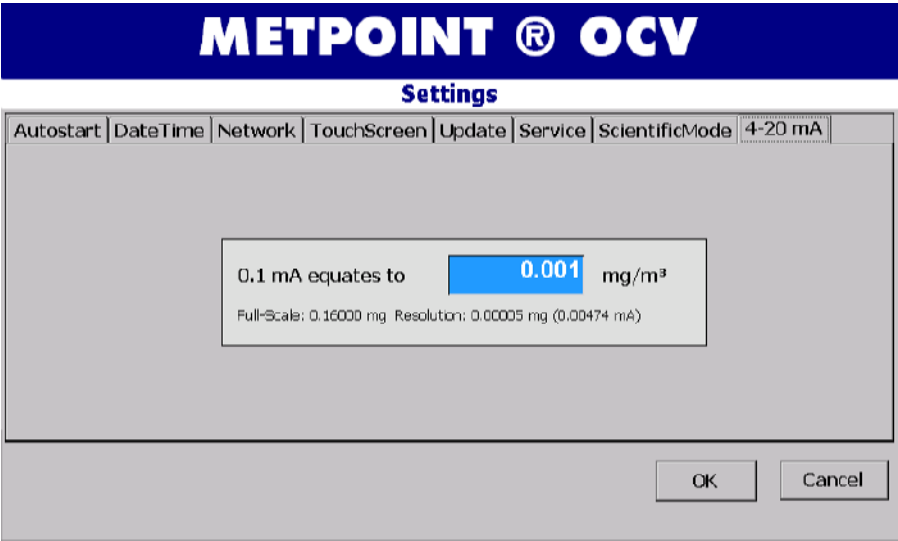 METPOINT ® OCV
Settings
Autostart DateTime Network TouchScreen Update Service ScientificMode 4-20 mA
0.1 mA equates to 0.001 mg/m³
Full-Scale: 0.16000 mg Resolution: 0.00005 mg (0.00474 mA)
OK Cancel